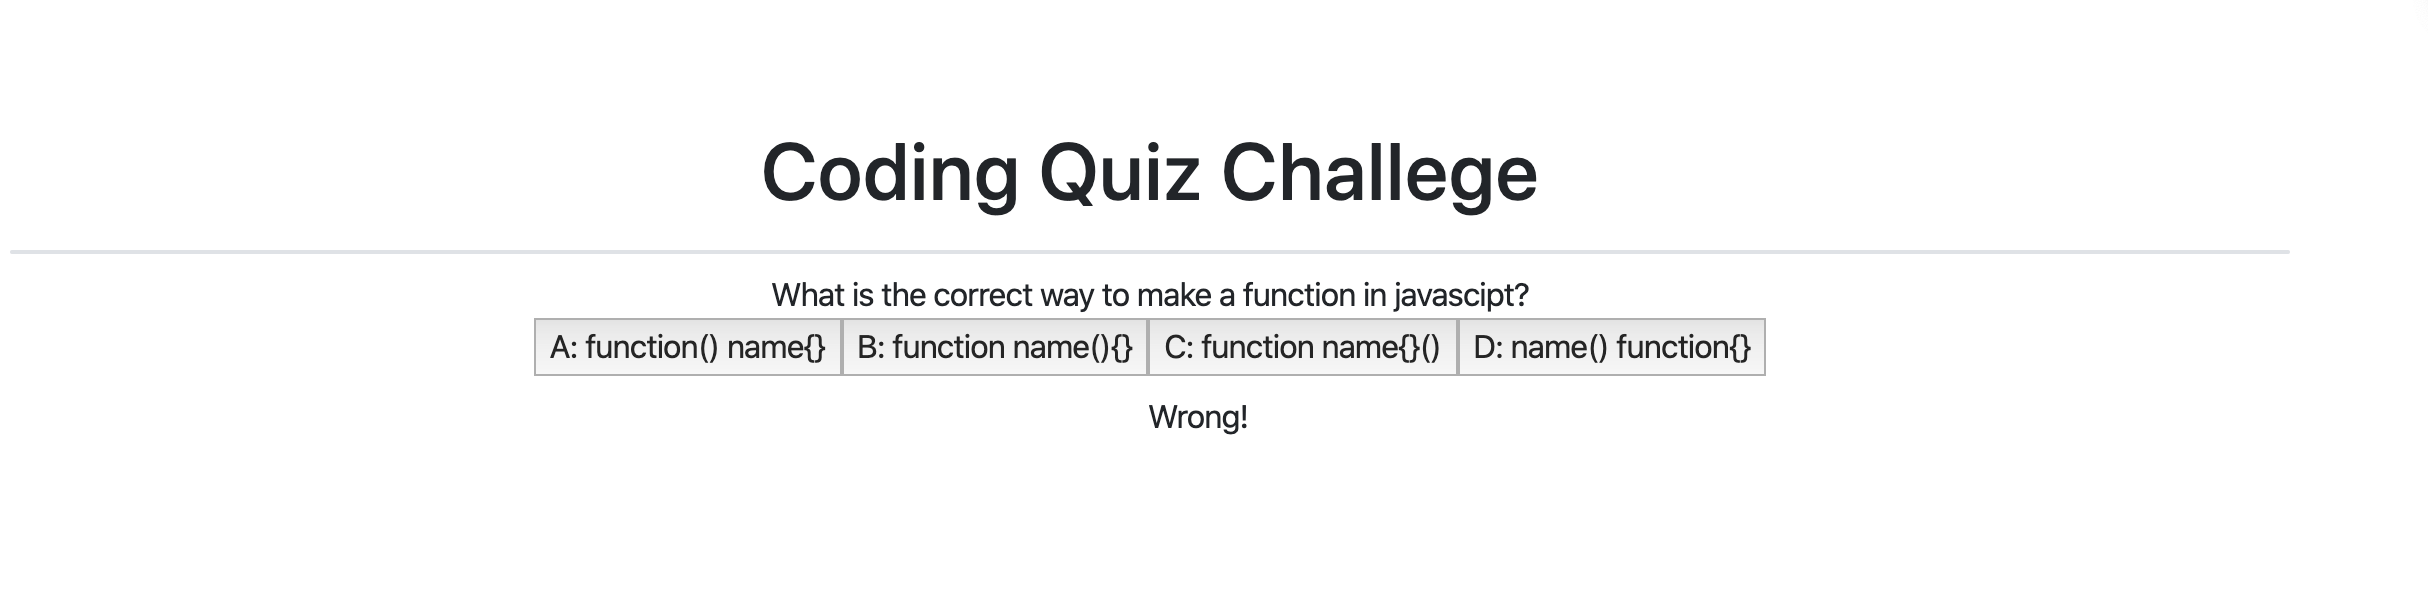 Coding Quiz Challege
What is the correct way to make a function in javascipt?
A: function() name{} B: function name(){} C: function name{}() D: name() function{}
Wrong!